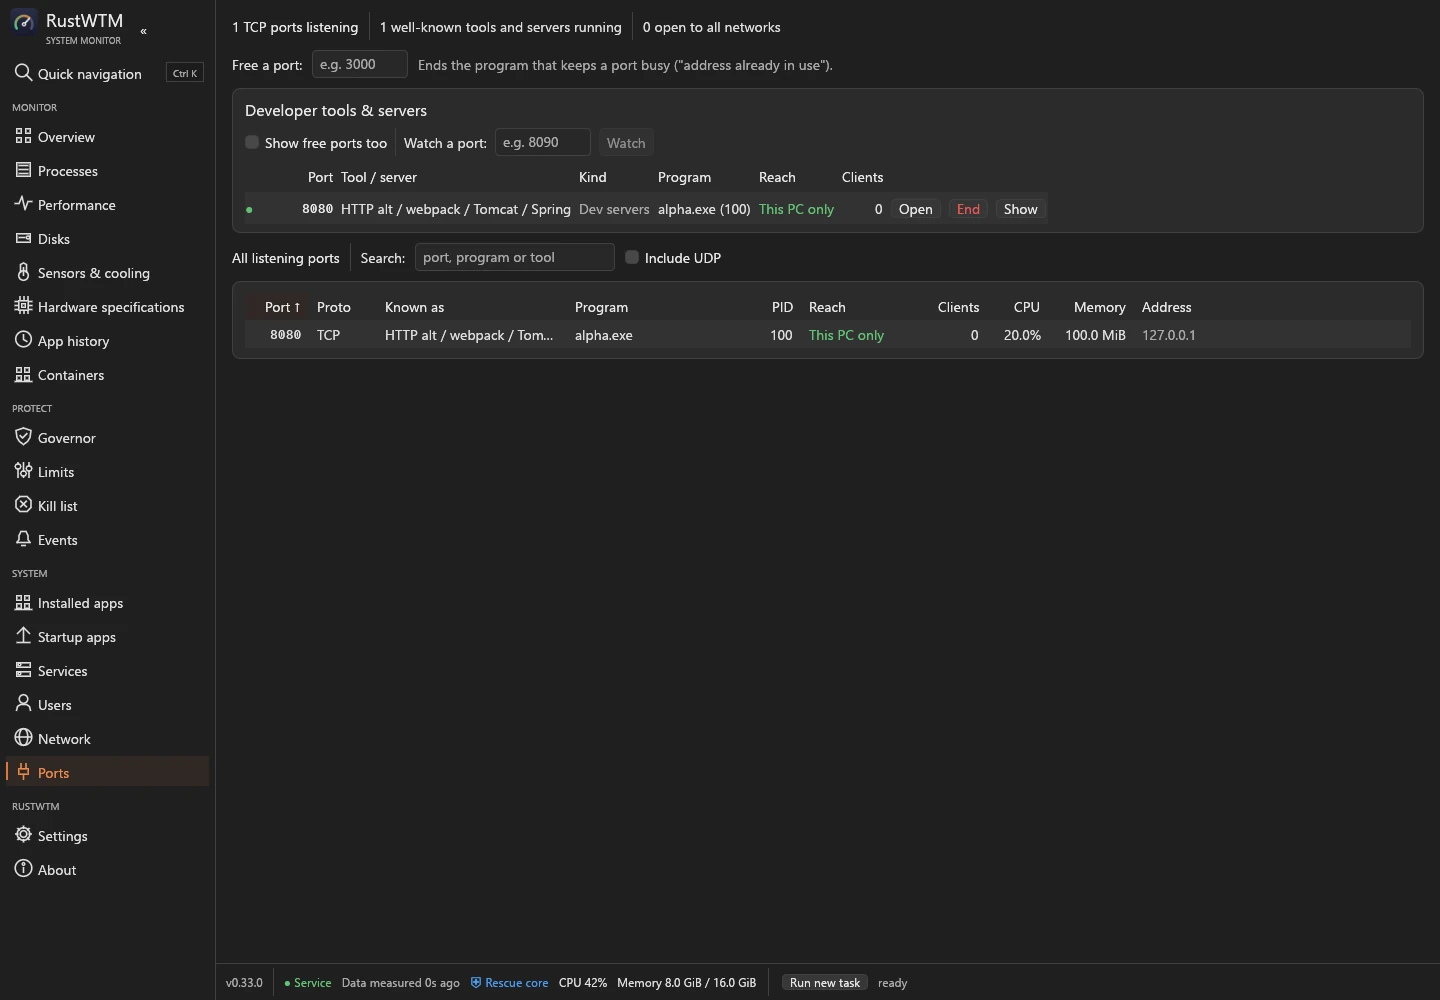 RustWTM
SYSTEM MONITOR
«
Quick navigation Ctrl K
MONITOR
Overview
Processes
Performance
Disks
Sensors & cooling
Hardware specifications
App history
Containers
PROTECT
Governor
Limits
Kill list
Events
SYSTEM
Installed apps
Startup apps
Services
Users
Network
Ports
RUSTWTM
Settings
About
1 TCP ports listening 1 well-known tools and servers running 0 open to all networks
Free a port: e.g. 3000 Ends the program that keeps a port busy ("address already in use").
Developer tools & servers
Show free ports too Watch a port: e.g. 8090 Watch
Port Tool / server Kind Program Reach Clients
8080 HTTP alt / webpack / Tomcat / Spring Dev servers alpha.exe (100) This PC only 0 Open End Show
All listening ports Search: port, program or tool Include UDP
Port ↑ Proto Known as Program PID Reach Clients CPU Memory Address
8080 TCP HTTP alt / webpack / Tom... alpha.exe 100 This PC only 0 20.0% 100.0 MiB 127.0.0.1
v0.33.0 ● Service Data measured 0s ago Rescue core CPU 42% Memory 8.0 GiB / 16.0 GiB Run new task ready